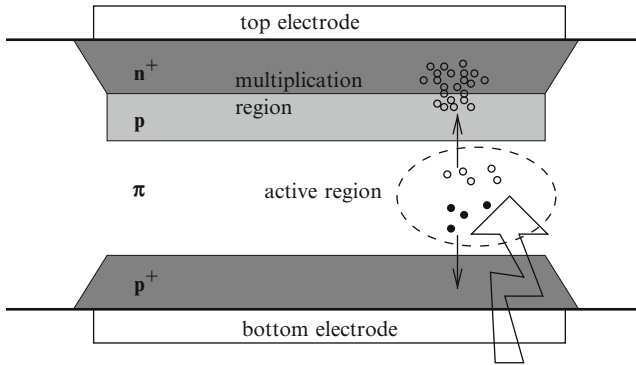 top electrode
n+
multiplication
region
p
π
active region
p+
bottom electrode